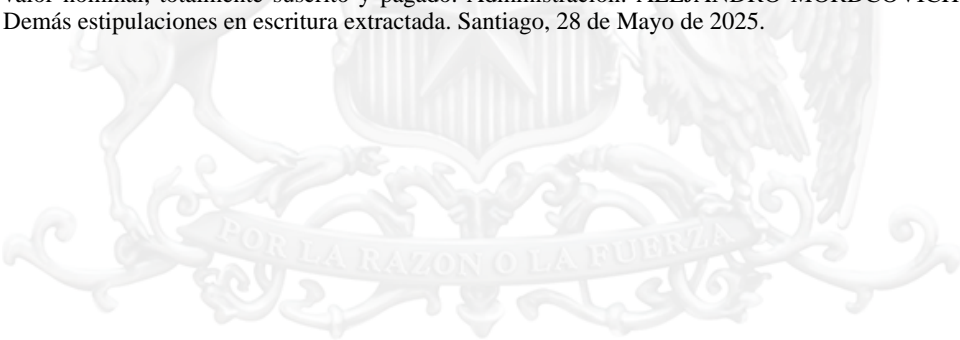 valor nominal, totalmente suscrito y pagado. Administración: ALEJANDRO MORDCOVICH
Demás estipulaciones en escritura extractada. Santiago, 28 de Mayo de 2025.
POR LA RAZON O LA FUERZA